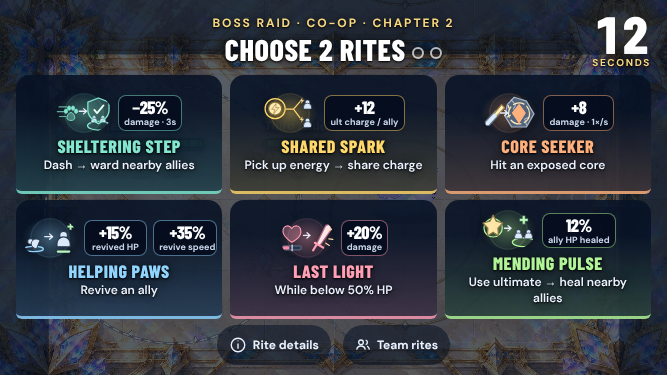 BOSS RAID · CO-OP · CHAPTER 2
CHOOSE 2 RITES
12
SECONDS
−25%
damage · 3s
SHELTERING STEP
Dash → ward nearby allies
+12
ult charge / ally
SHARED SPARK
Pick up energy → share charge
+8
damage · 1×/s
CORE SEEKER
Hit an exposed core
+15%
revived HP
+35%
revive speed
HELPING PAWS
Revive an ally
+20%
damage
LAST LIGHT
While below 50% HP
12%
ally HP healed
MENDING PULSE
Use ultimate → heal nearby
allies
Rite details
Team rites